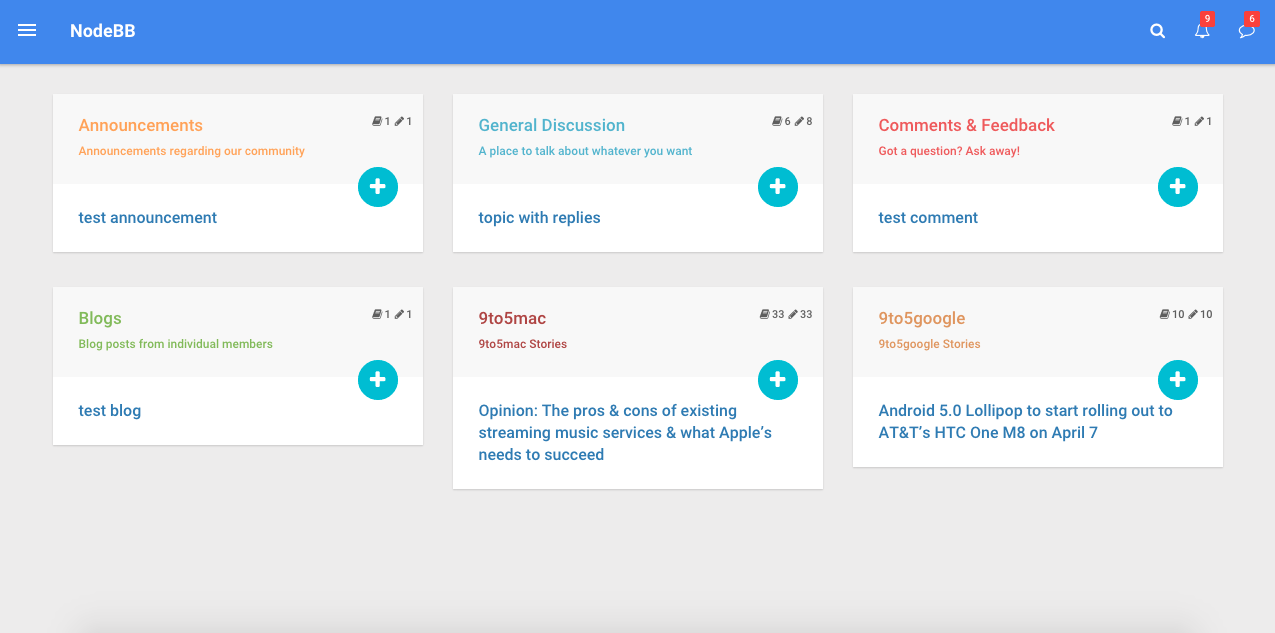 NodeBB
9
6
Announcements
1 1
Announcements regarding our community
test announcement
General Discussion
6 8
A place to talk about whatever you want
topic with replies
Comments & Feedback
1 1
Got a question? Ask away!
test comment
Blogs
1 1
Blog posts from individual members
test blog
9to5mac
33 33
9to5mac Stories
Opinion: The pros & cons of existing
streaming music services & what Apple’s
needs to succeed
9to5google
10 10
9to5google Stories
Android 5.0 Lollipop to start rolling out to
AT&T’s HTC One M8 on April 7